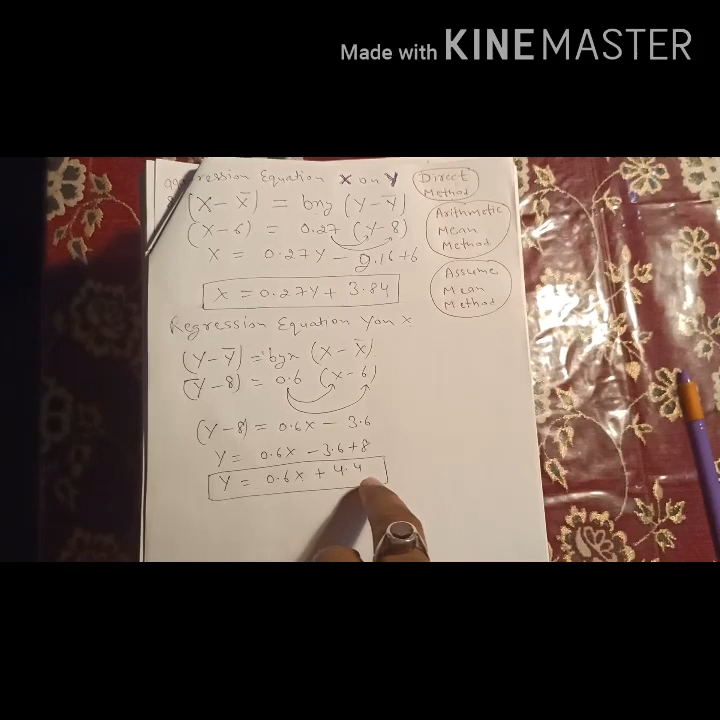 Made with KINEMASTER
ression Equation X on Y
(X - X̄) = bxy (Y - Ȳ)
(X - 6) = 0.27 (Y - 8)
X = 0.27Y - 2.16 + 6
X = 0.27Y + 3.84
Direct
Method
Arithmetic
Mean
Method
Assume
Mean
Method
Regression Equation Y on X
(Y - Ȳ) = byx (X - X̄)
(Y - 8) = 0.6 (X - 6)
(Y - 8) = 0.6X - 3.6
Y = 0.6X - 3.6 + 8
Y = 0.6X + 4.4